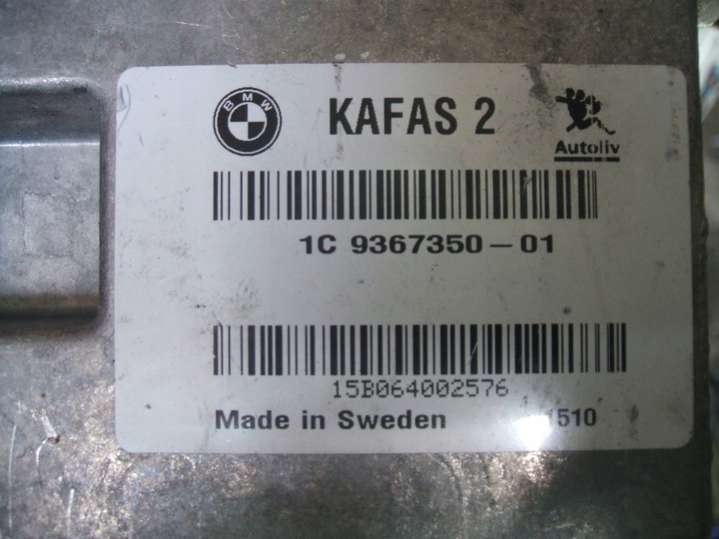 BMW
KAFAS 2
Autoliv
1C 9367350-01
15B064002576
Made in Sweden 1510